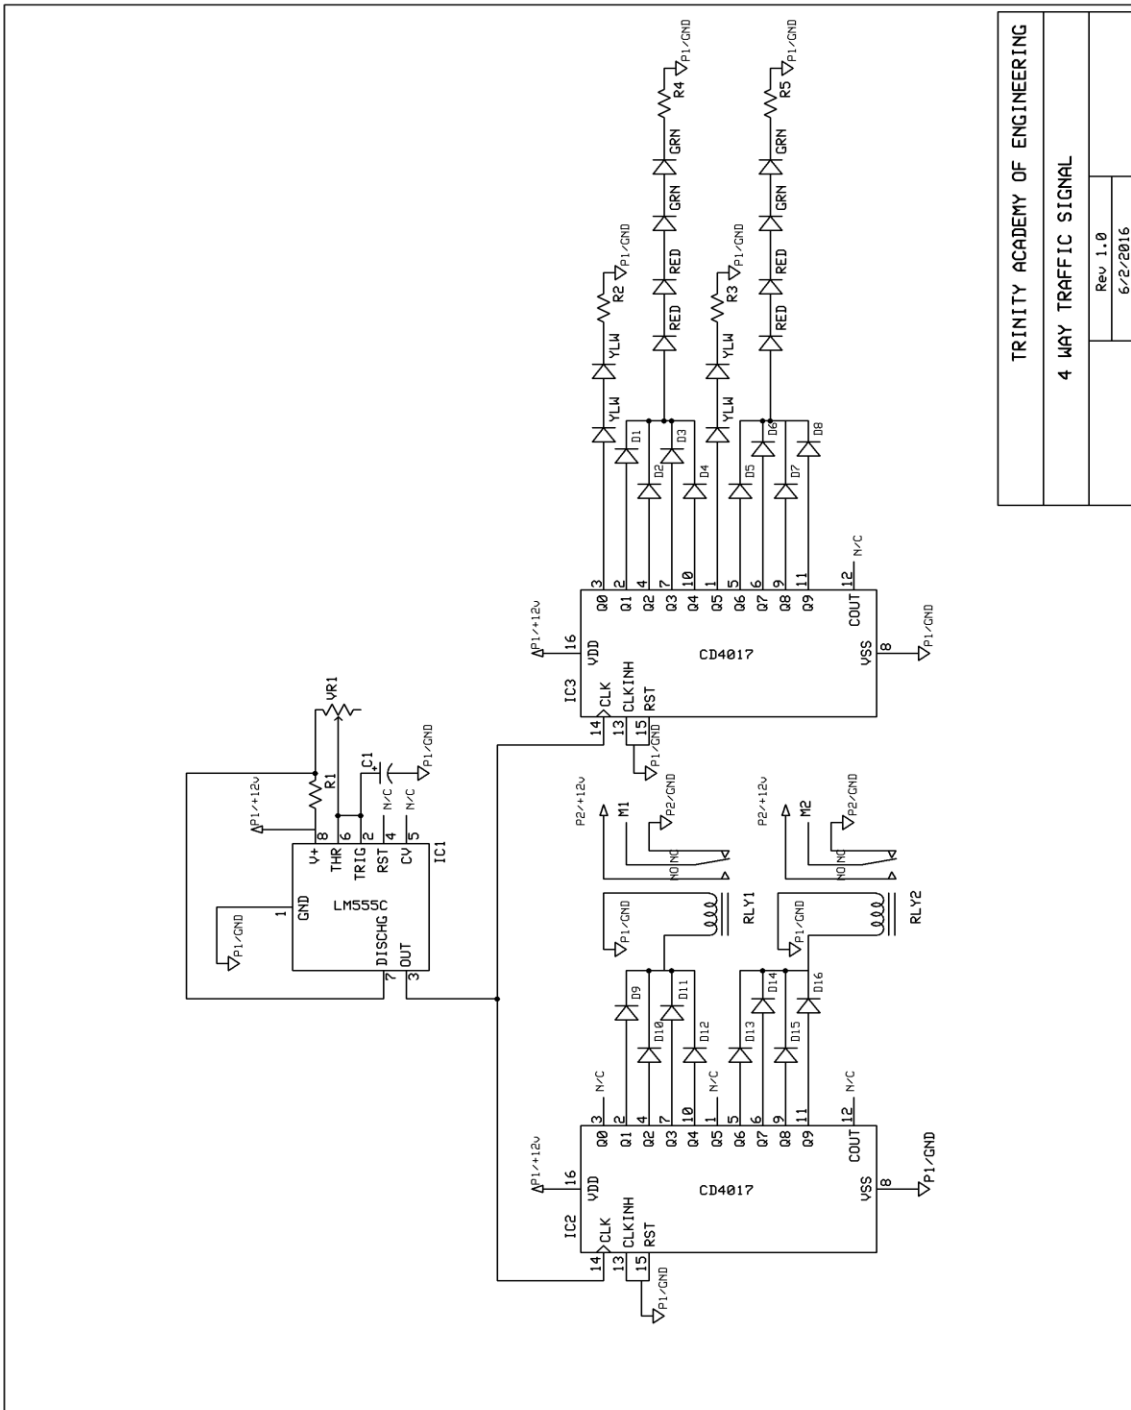 TRINITY ACADEMY OF ENGINEERING
4 WAY TRAFFIC SIGNAL
Rev 1.0
6/2/2016
P1/GND
R4
GRN
GRN
RED
RED
P1/GND
R5
GRN
GRN
RED
RED
P1/GND
R2
YLW
YLW
P1/GND
R3
YLW
YLW
D1
D2
D3
D4
D5
D6
D7
D8
P1/+12v
16
VDD
IC3
CD4017
14
CLK
13
CLKINH
15
RST
P1/GND
3
Q0
2
Q1
4
Q2
7
Q3
10
Q4
1
Q5
5
Q6
6
Q7
9
Q8
11
Q9
12
COUT
N/C
VSS
8
P1/GND
VR1
R1
P1/+12v
C1
+
P1/GND
N/C
N/C
8
V+
6
THR
2
TRIG
4
RST
5
CV
IC1
LM555C
1
GND
P1/GND
DISCHG
7
OUT
3
P2/+12v
M1
P2/GND
NO
NC
RLY1
P1/GND
P2/+12v
M2
P2/GND
NO
NC
RLY2
P1/GND
D9
D10
D11
D12
D13
D14
D15
D16
P1/+12v
16
VDD
IC2
CD4017
14
CLK
13
CLKINH
15
RST
P1/GND
3
Q0
N/C
2
Q1
4
Q2
7
Q3
10
Q4
1
Q5
N/C
5
Q6
6
Q7
9
Q8
11
Q9
12
COUT
N/C
VSS
8
P1/GND